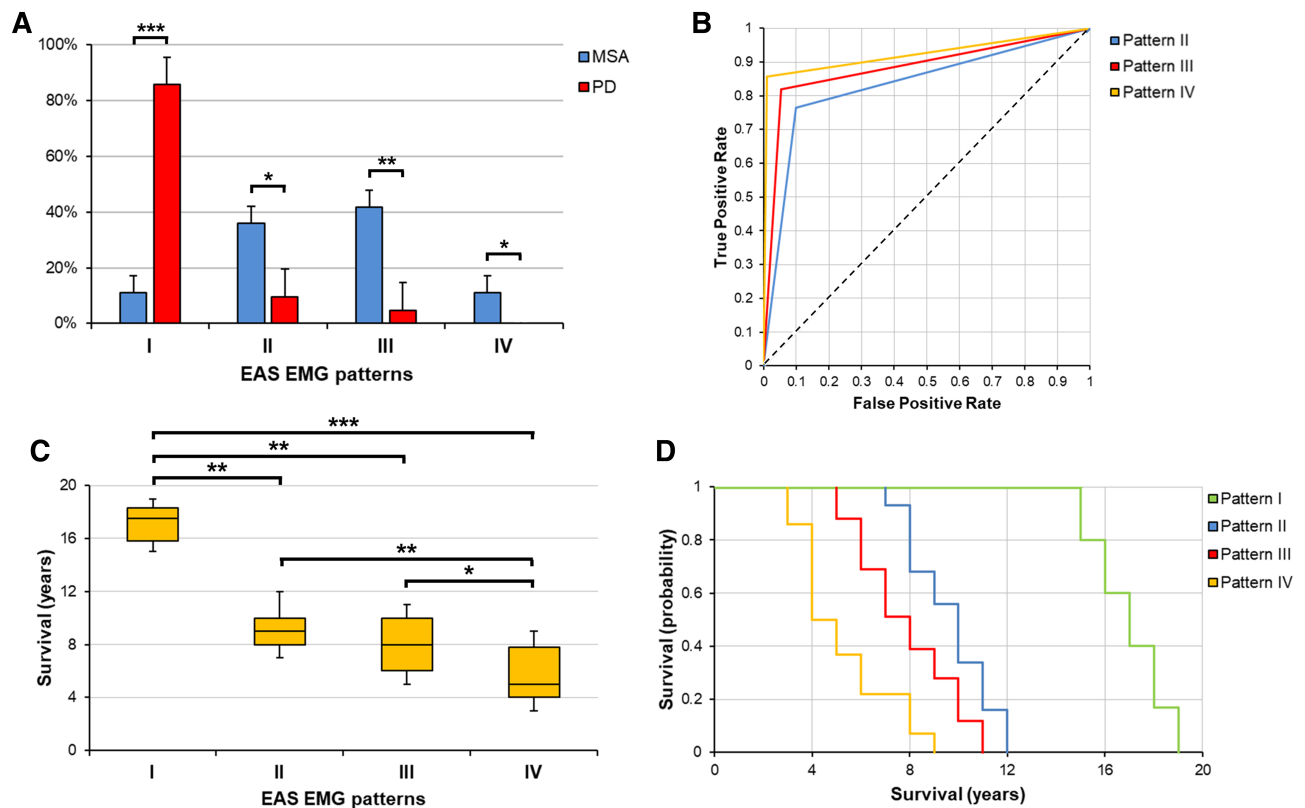 A
***
100%
80%
60%
40%
20%
0%
*
**
*
I II III IV
EAS EMG patterns
MSA
PD
B
1
0.9
0.8
0.7
0.6
0.5
0.4
0.3
0.2
0.1
0
True Positive Rate
0 0.1 0.2 0.3 0.4 0.5 0.6 0.7 0.8 0.9 1
False Positive Rate
Pattern II
Pattern III
Pattern IV
C
***
**
**
**
*
20
16
12
8
4
0
Survival (years)
I II III IV
EAS EMG patterns
D
1
0.8
0.6
0.4
0.2
0
Survival (probability)
0 4 8 12 16 20
Survival (years)
Pattern I
Pattern II
Pattern III
Pattern IV